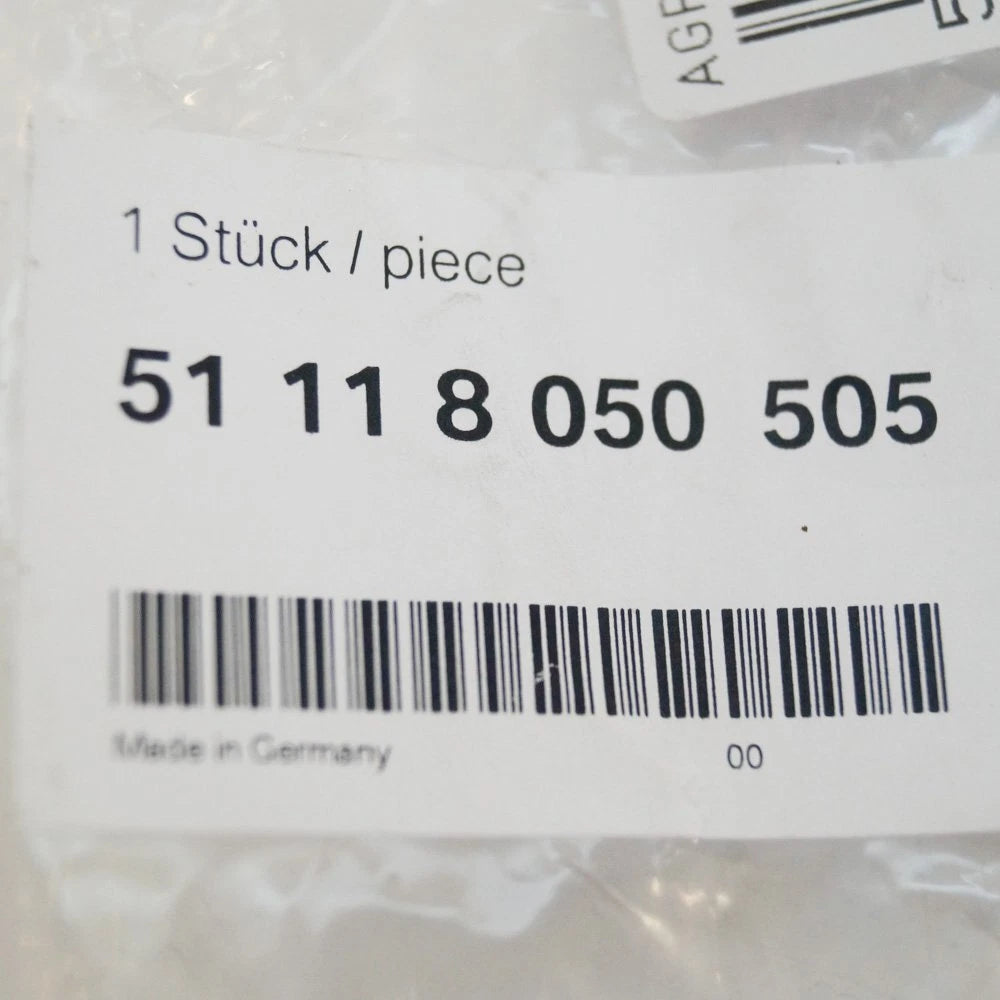 1 Stück / piece
51 11 8 050 505
Made in Germany
00